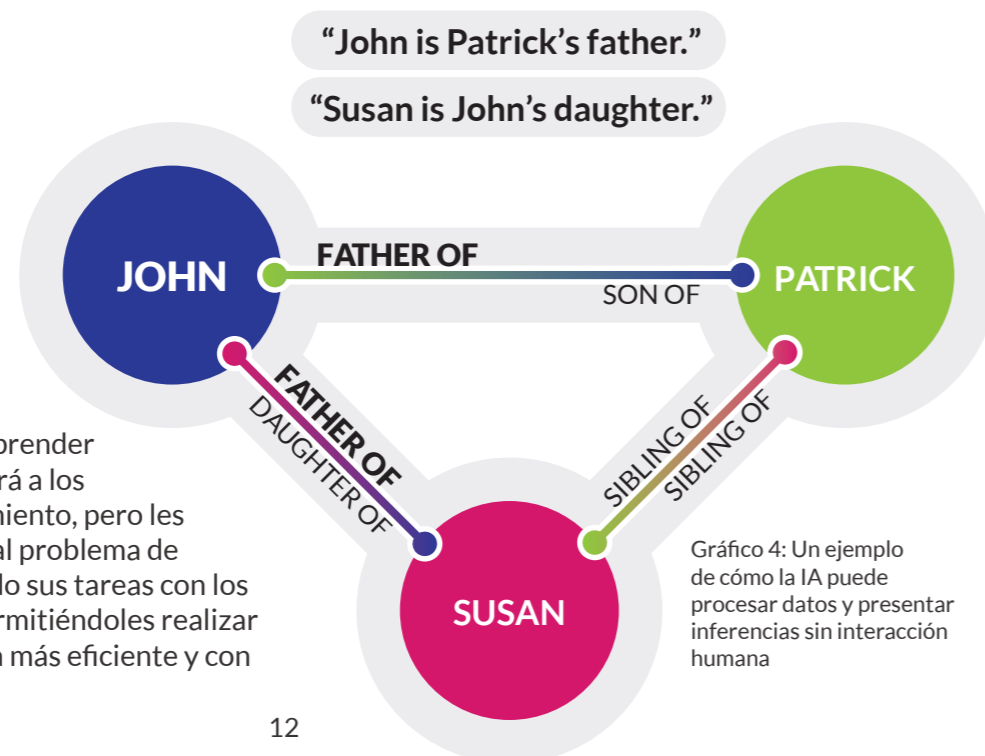 “John is Patrick’s father.”
“Susan is John’s daughter.”
JOHN
FATHER OF
SON OF
PATRICK
FATHER OF
DAUGHTER OF
SIBLING OF
SIBLING OF
SUSAN
prender
rá a los
miento, pero les
al problema de
do sus tareas con los
rmitiéndoles realizar
n más eficiente y con
Gráfico 4: Un ejemplo
de cómo la IA puede
procesar datos y presentar
inferencias sin interacción
humana
12